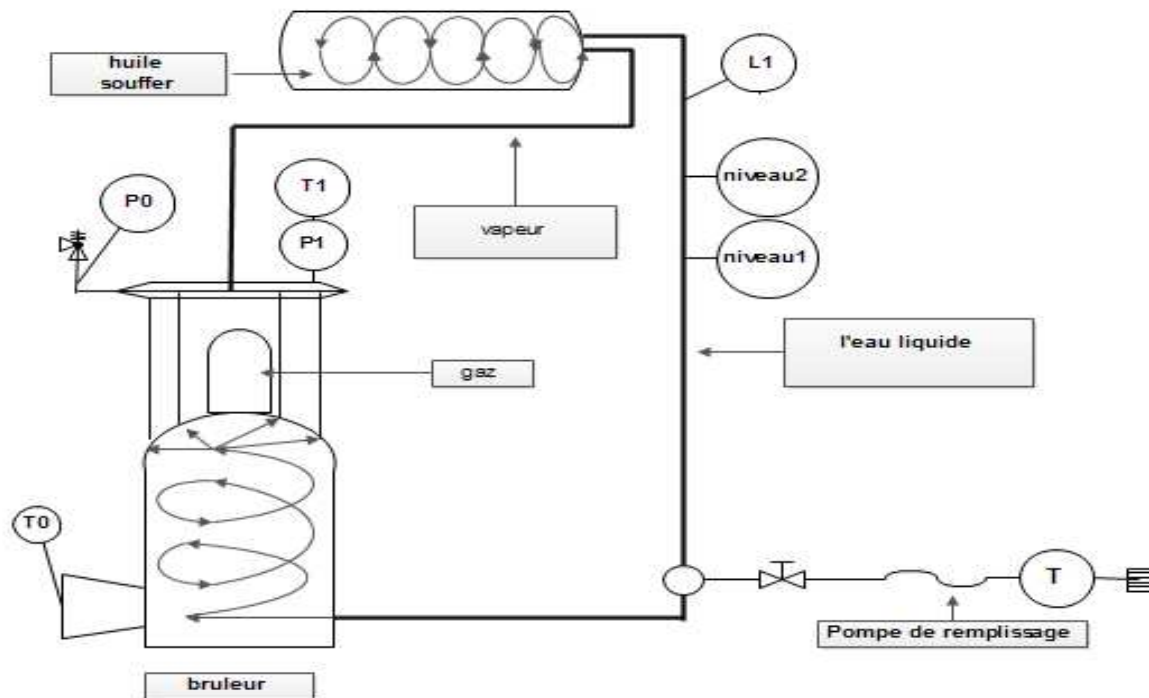 huile
souffer
L1
T1
P0
niveau2
vapeur
P1
niveau1
l'eau liquide
gaz
T0
T
Pompe de remplissage
bruleur